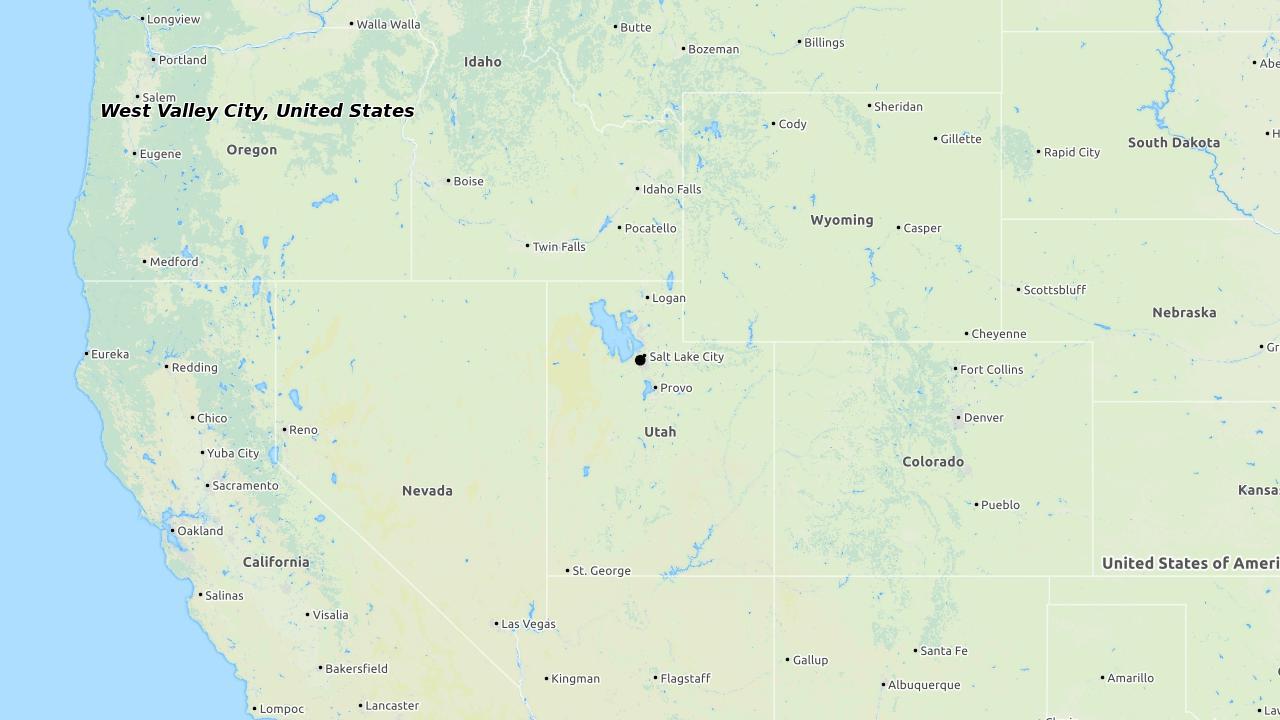 Longview
Walla Walla
Butte
Billings
Bozeman
Portland
Idaho
Abe
Salem
West Valley City, United States
Sheridan
Cody
Gillette
South Dakota
H
Eugene
Oregon
Rapid City
Boise
Idaho Falls
Wyoming
Pocatello
Casper
Twin Falls
Medford
Scottsbluff
Logan
Nebraska
Cheyenne
Gr
Eureka
Salt Lake City
Redding
Fort Collins
Provo
Chico
Denver
Reno
Utah
Yuba City
Colorado
Sacramento
Nevada
Kansa
Pueblo
Oakland
California
United States of Ameri
St. George
Salinas
Visalia
Las Vegas
Santa Fe
Gallup
Bakersfield
Kingman
Flagstaff
Albuquerque
Amarillo
Lompoc
Lancaster
Law